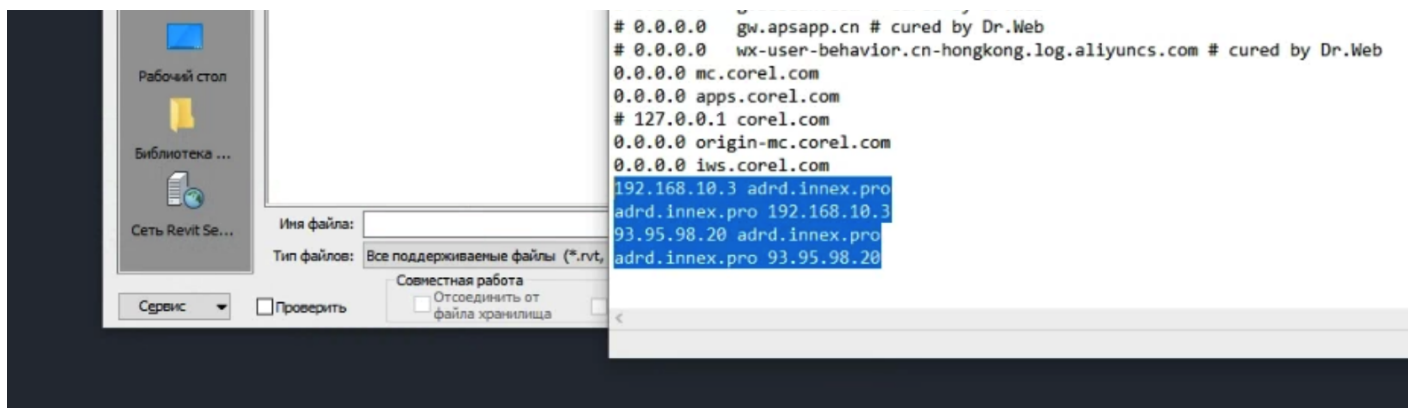 Рабочий стол
Библиотека ...
Сеть Revit Se...
Имя файла:
Тип файлов: Все поддерживаемые файлы (*.rvt,
Совместная работа
Сервис
Проверить
Отсоединить от
файла хранилища
# 0.0.0.0 gw.apsapp.cn # cured by Dr.Web
# 0.0.0.0 wx-user-behavior.cn-hongkong.log.aliyuncs.com # cured by Dr.Web
0.0.0.0 mc.corel.com
0.0.0.0 apps.corel.com
# 127.0.0.1 corel.com
0.0.0.0 origin-mc.corel.com
0.0.0.0 iws.corel.com
192.168.10.3 adrd.innex.pro
adrd.innex.pro 192.168.10.3
93.95.98.20 adrd.innex.pro
adrd.innex.pro 93.95.98.20